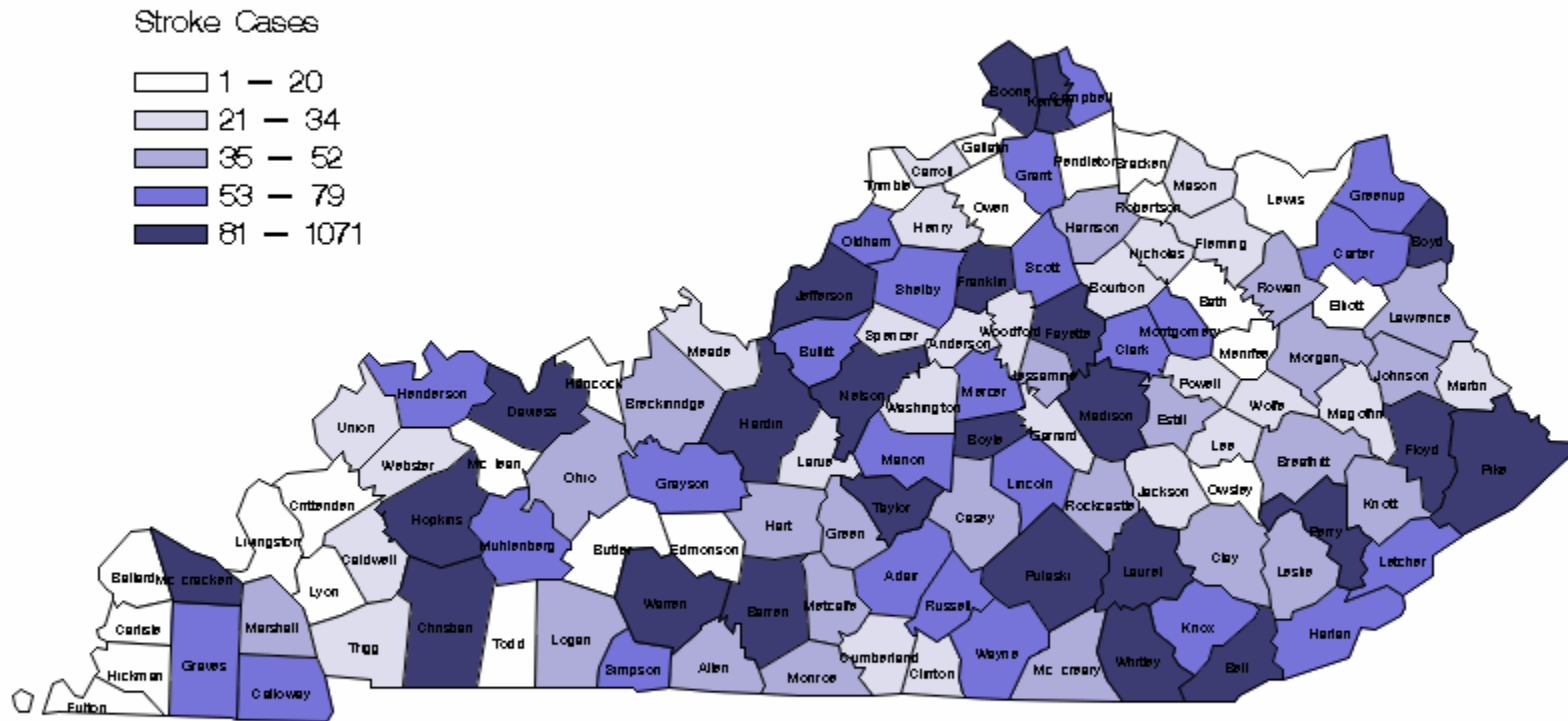 Stroke Cases
1 – 20
21 – 34
35 – 52
53 – 79
81 – 1071
Boone
Kenton
Campbell
Gallatin
Pendleton
Bracken
Carroll
Grant
Trimble
Mason
Lewis
Greenup
Owen
Robertson
Henry
Harrison
Oldham
Nicholes
Fleming
Carter
Boyd
Jefferson
Shelby
Franklin
Scott
Bourbon
Rowan
Bath
Elliott
Lawrence
Spencer
Woodford
Fayette
Montgomery
Anderson
Bullitt
Clark
Menifee
Morgan
Meade
Jessamine
Johnson
Martin
Hancock
Henderson
Daviess
Breckinridge
Nelson
Washington
Mercer
Powell
Wolfe
Magoffin
Union
Hardin
Madison
Estill
Boyle
Garrard
Lee
Floyd
Pike
Webster
Mc lean
Larue
Marion
Breathitt
Ohio
Grayson
Lincoln
Jackson
Owsley
Crittenden
Hopkins
Taylor
Casey
Rockcastle
Knott
Hart
Green
Perry
Livingston
Muhlenberg
Butler
Edmonson
Caldwell
Clay
Leslie
Letcher
Ballard
Mc cracken
Lyon
Adair
Pulaski
Laurel
Warren
Barren
Metcalfe
Russell
Carlisle
Marshall
Christian
Todd
Logan
Knox
Harlan
Trigg
Cumberland
Wayne
Hickman
Graves
Simpson
Allen
Monroe
Clinton
Mc creary
Whitley
Bell
Calloway
Fulton